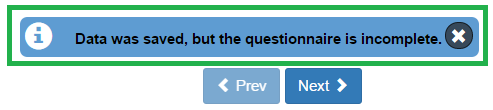 Data was saved, but the questionnaire is incomplete.
Prev Next